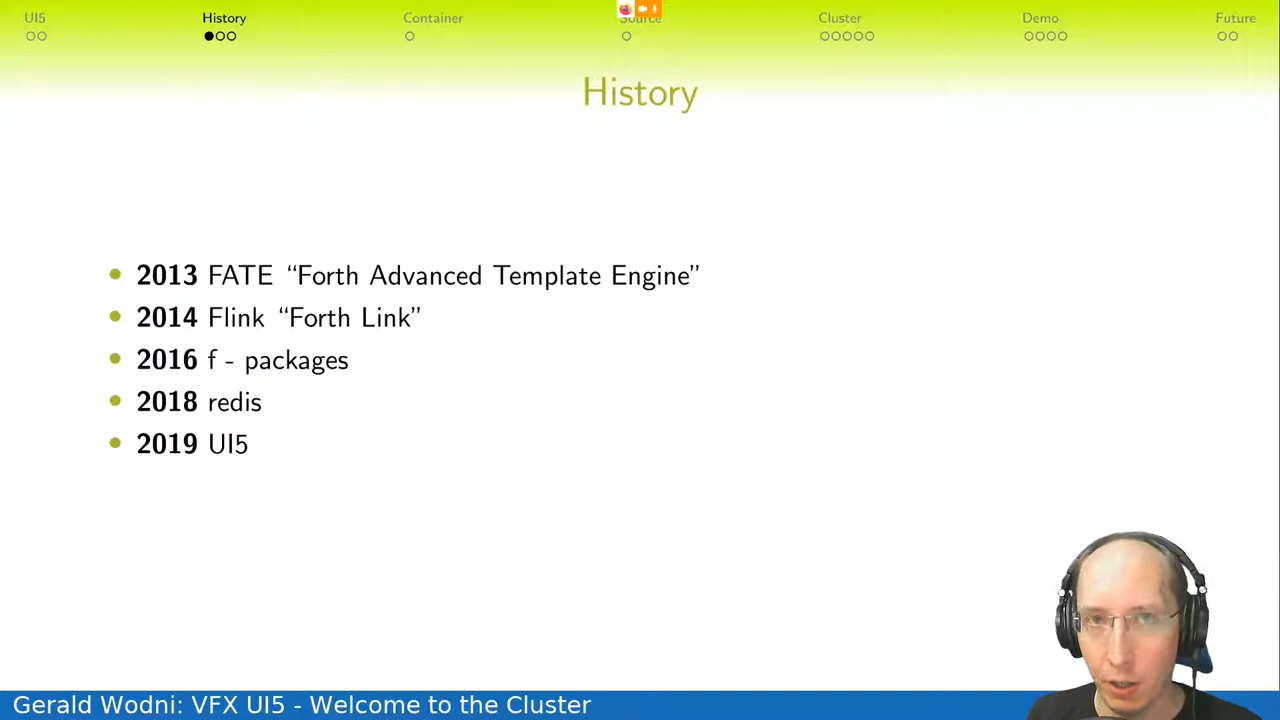 UI5 History Container Source Cluster Demo Future
History
2013 FATE “Forth Advanced Template Engine”
2014 Flink “Forth Link”
2016 f - packages
2018 redis
2019 UI5
Gerald Wodni: VFX UI5 - Welcome to the Cluster